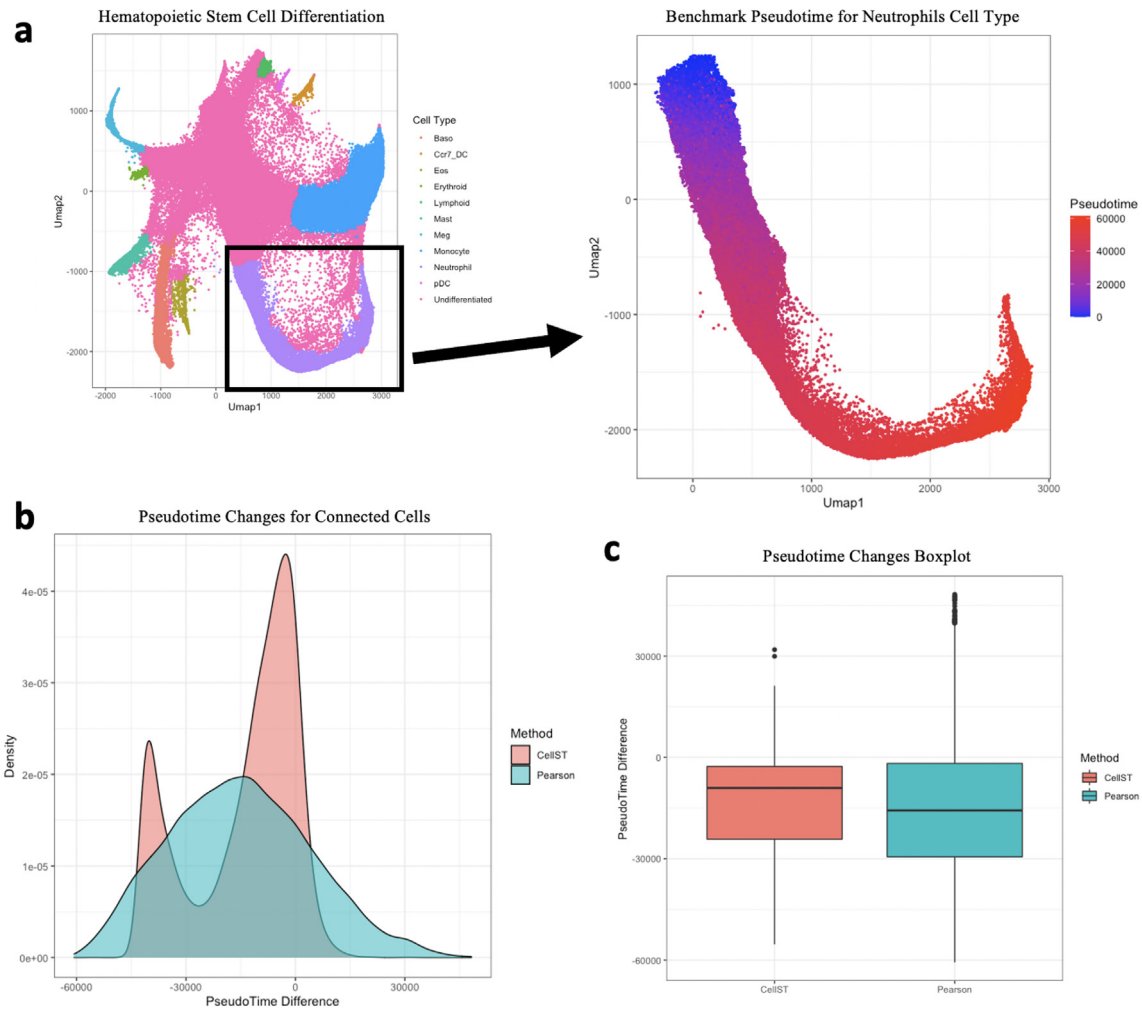 a
Hematopoietic Stem Cell Differentiation
1000
0
-1000
-2000
Umap2
-2000
-1000
0
1000
2000
3000
Umap1
Cell Type
Baso
Ccr7_DC
Eos
Erythroid
Lymphoid
Mast
Meg
Monocyte
Neutrophil
pDC
Undifferentiated
Benchmark Pseudotime for Neutrophils Cell Type
1000
0
-1000
-2000
Umap2
0
1000
2000
3000
Umap1
Pseudotime
60000
40000
20000
0
b
Pseudotime Changes for Connected Cells
4e-05
3e-05
2e-05
1e-05
0e+00
Density
-60000
-30000
0
30000
PseudoTime Difference
Method
CellST
Pearson
c
Pseudotime Changes Boxplot
30000
0
-30000
-60000
PseudoTime Difference
CellST
Pearson
Method
CellST
Pearson